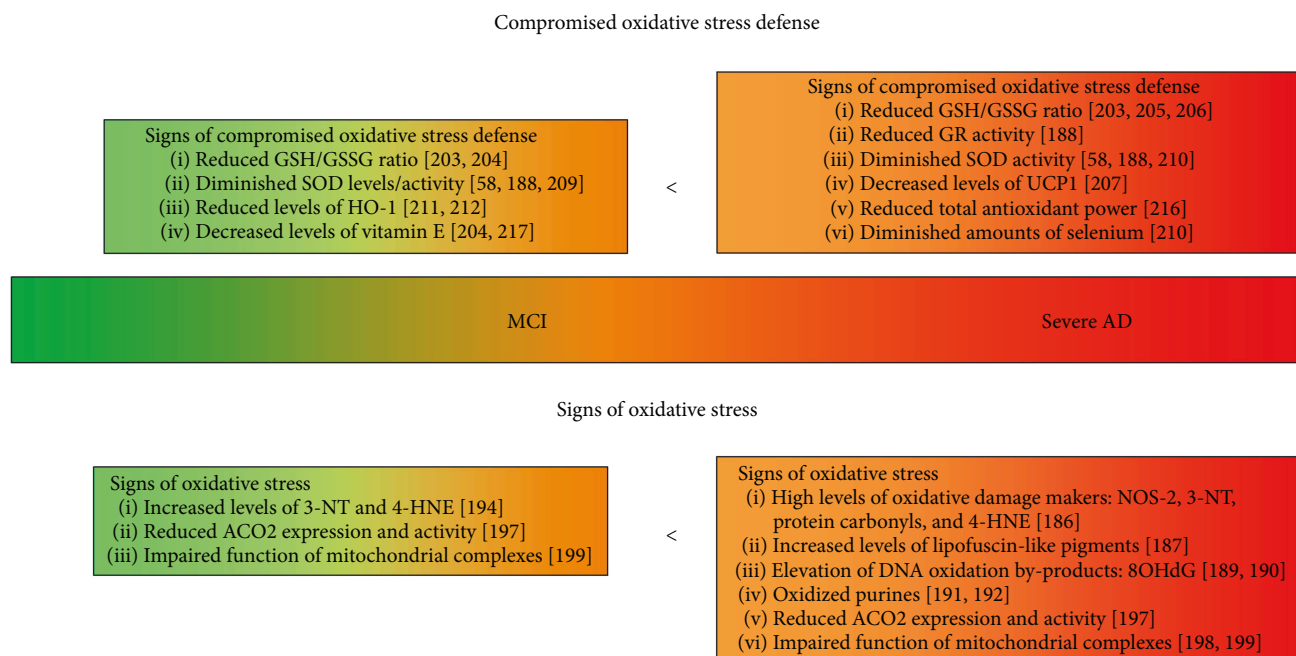 Compromised oxidative stress defense
Signs of compromised oxidative stress defense
(i) Reduced GSH/GSSG ratio [203, 204]
(ii) Diminished SOD levels/activity [58, 188, 209]
(iii) Reduced levels of HO-1 [211, 212]
(iv) Decreased levels of vitamin E [204, 217]
<
Signs of compromised oxidative stress defense
(i) Reduced GSH/GSSG ratio [203, 205, 206]
(ii) Reduced GR activity [188]
(iii) Diminished SOD activity [58, 188, 210]
(iv) Decreased levels of UCP1 [207]
(v) Reduced total antioxidant power [216]
(vi) Diminished amounts of selenium [210]
MCI
Severe AD
Signs of oxidative stress
Signs of oxidative stress
(i) Increased levels of 3-NT and 4-HNE [194]
(ii) Reduced ACO2 expression and activity [197]
(iii) Impaired function of mitochondrial complexes [199]
<
Signs of oxidative stress
(i) High levels of oxidative damage makers: NOS-2, 3-NT,
protein carbonyls, and 4-HNE [186]
(ii) Increased levels of lipofuscin-like pigments [187]
(iii) Elevation of DNA oxidation by-products: 8OHdG [189, 190]
(iv) Oxidized purines [191, 192]
(v) Reduced ACO2 expression and activity [197]
(vi) Impaired function of mitochondrial complexes [198, 199]